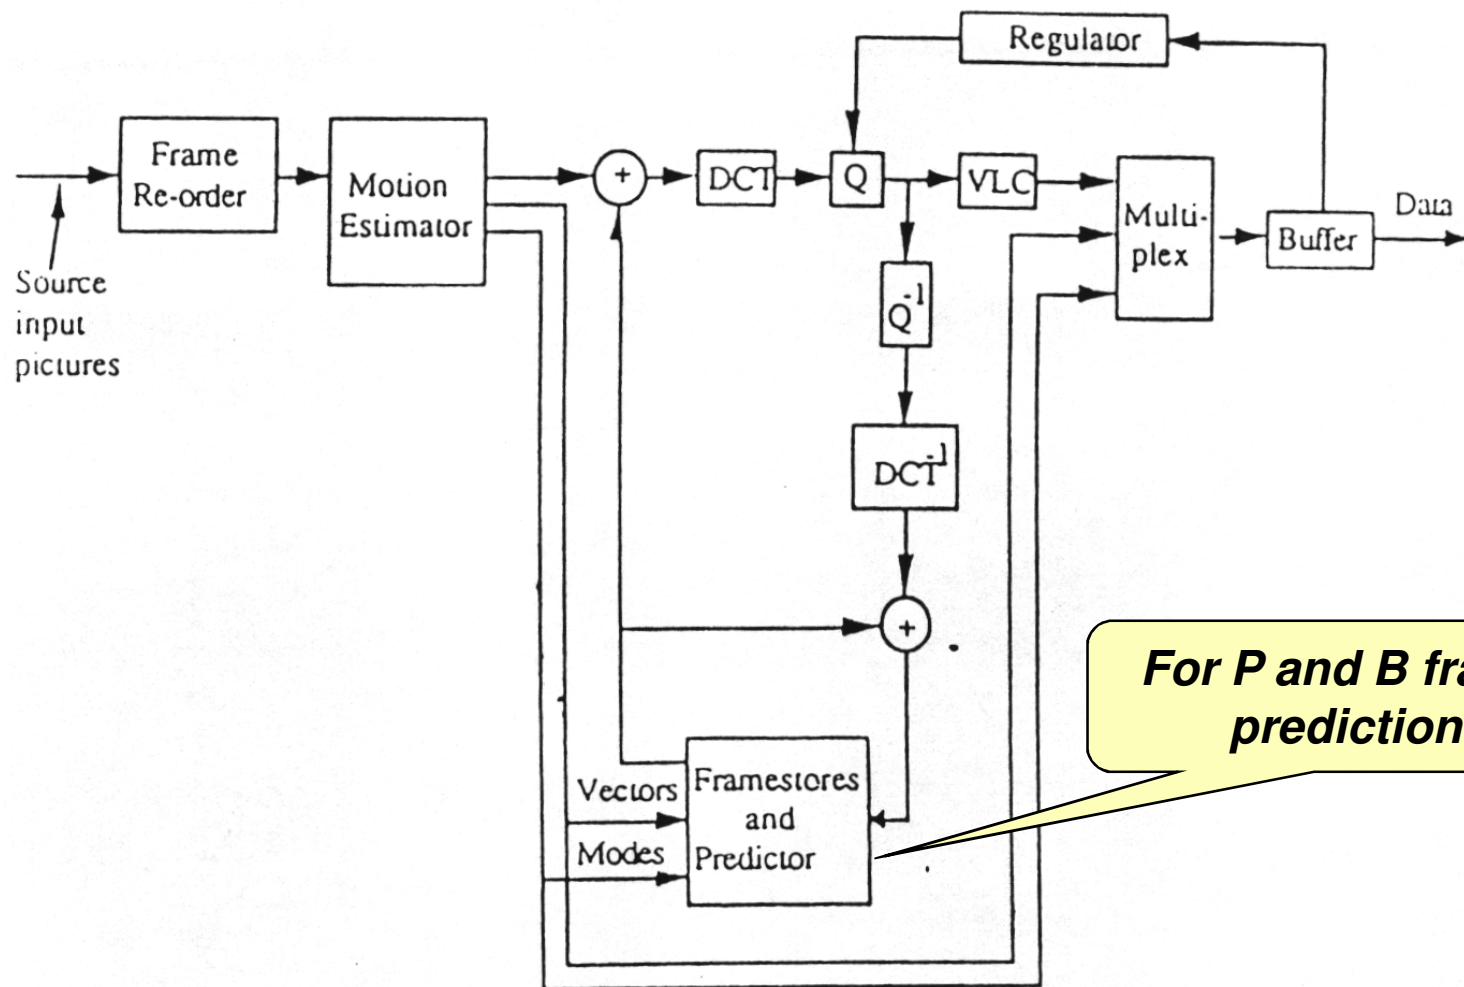 Regulator
Frame
Re-order
Motion
Estimator
+
DCT
Q
VLC
Multi-
plex
Buffer
Data
Source
input
pictures
Q-1
DCT-1
+
For P and B fra
prediction
Vectors
Modes
Framestores
and
Predictor